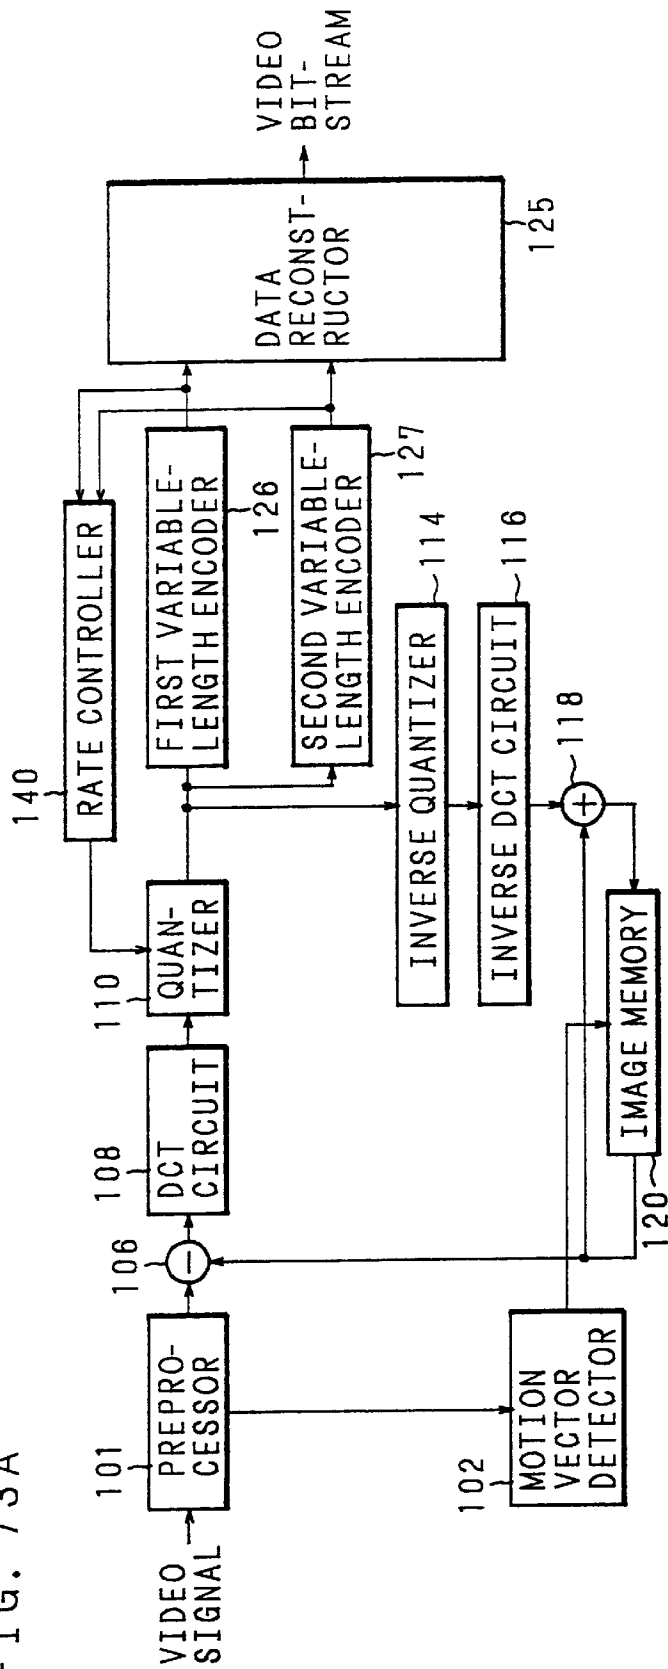 FIG. 73A
VIDEO
SIGNAL
101
PREPRO-
CESSOR
102
MOTION
VECTOR
DETECTOR
106
−
108
DCT
CIRCUIT
110
QUAN-
TIZER
140
RATE CONTROLLER
FIRST VARIABLE-
LENGTH ENCODER
126
SECOND VARIABLE-
LENGTH ENCODER
127
INVERSE QUANTIZER
114
INVERSE DCT CIRCUIT
116
+
118
IMAGE MEMORY
120
DATA
RECONST-
RUCTOR
125
VIDEO
BIT-
STREAM